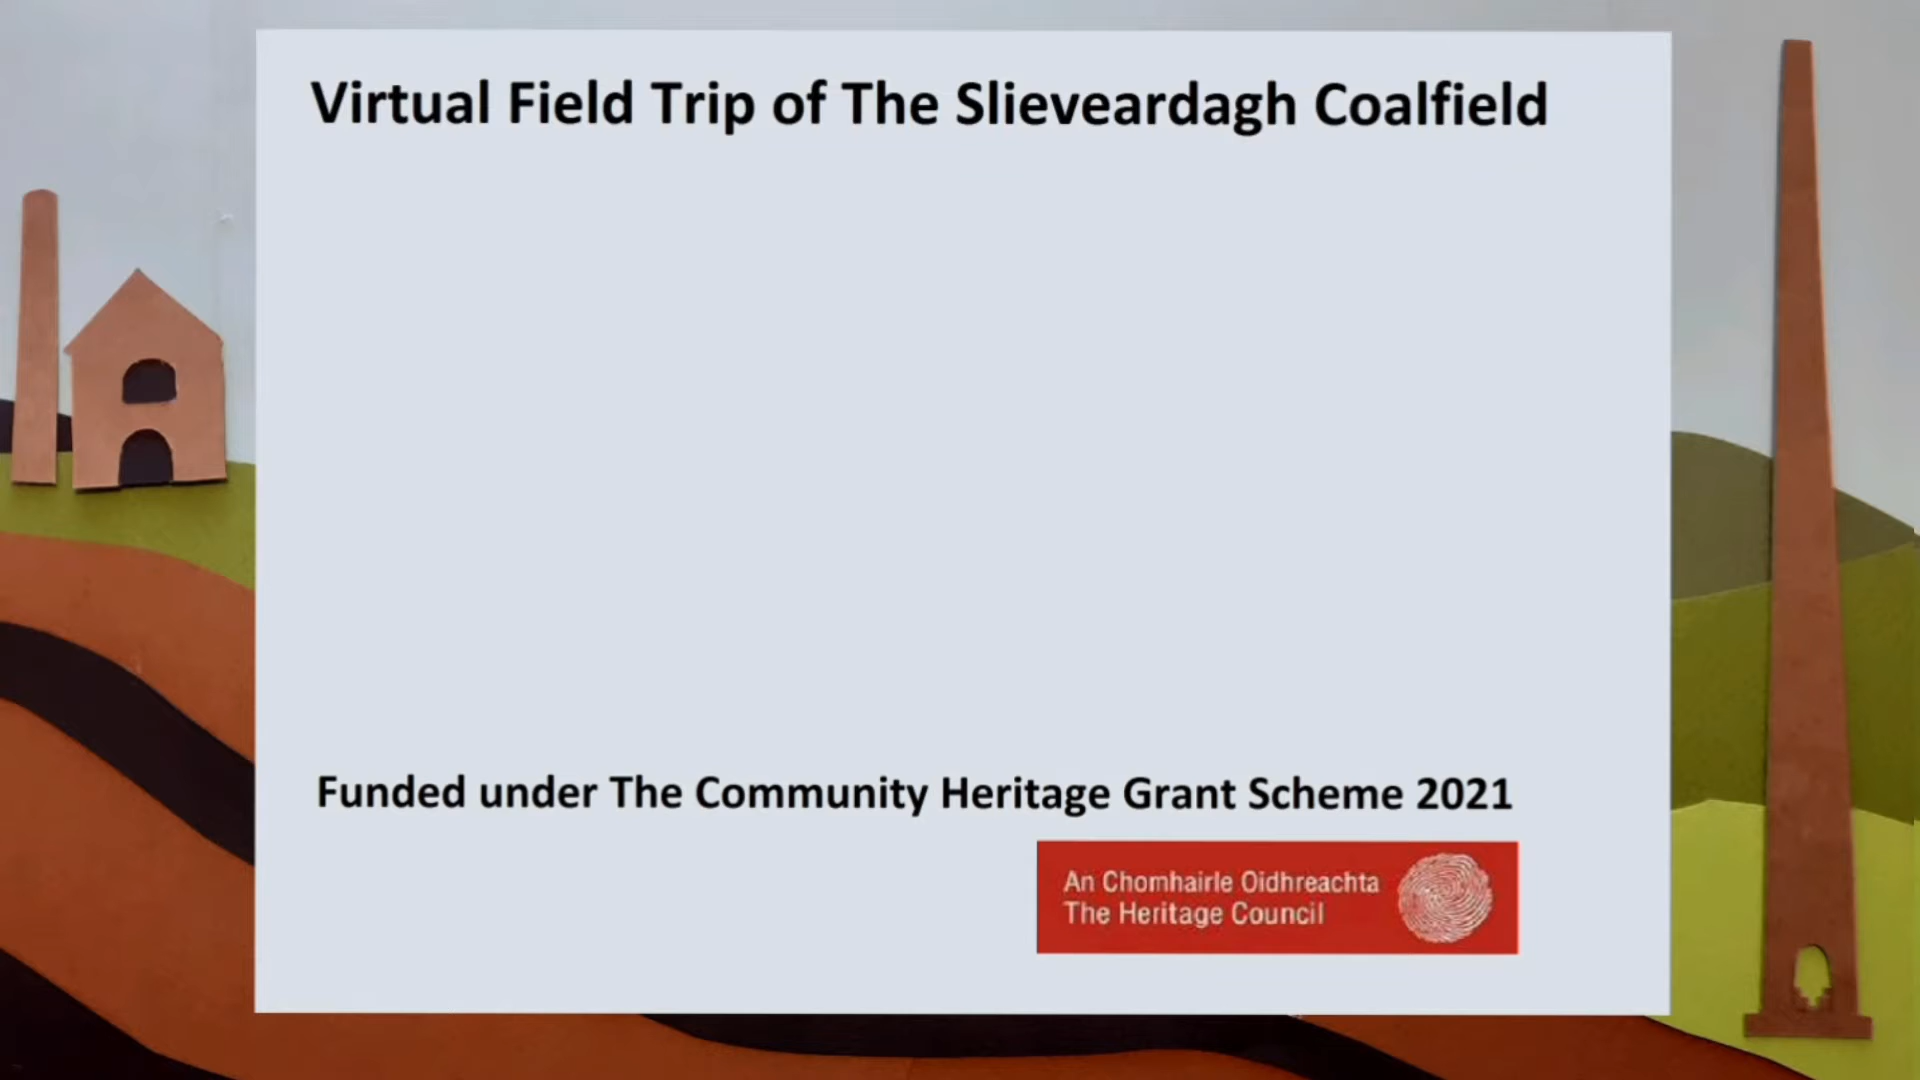 Virtual Field Trip of The Slieveardagh Coalfield
Funded under The Community Heritage Grant Scheme 2021
An Chomhairle Oidhreachta
The Heritage Council